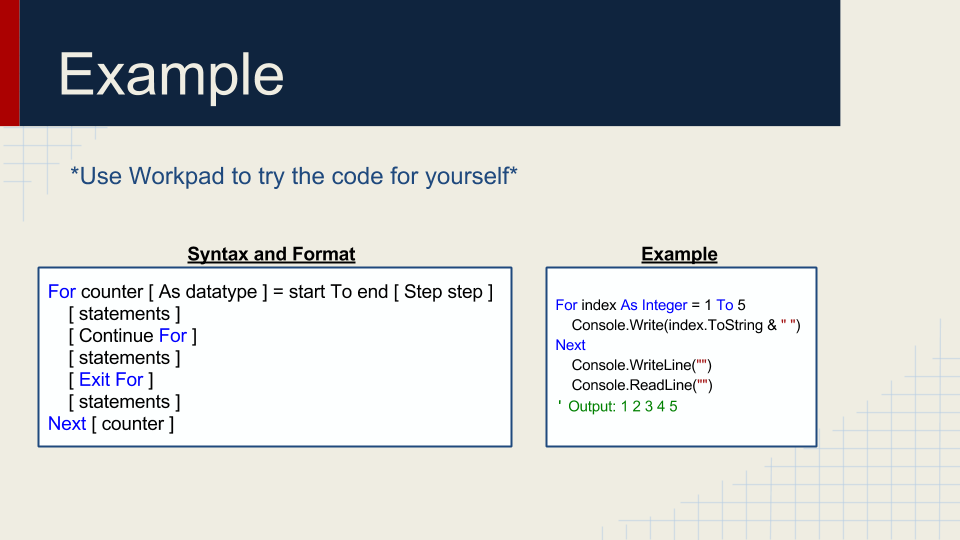 Example
*Use Workpad to try the code for yourself*
Syntax and Format
For counter [ As datatype ] = start To end [ Step step ]
[ statements ]
[ Continue For ]
[ statements ]
[ Exit For ]
[ statements ]
Next [ counter ]
Example
For index As Integer = 1 To 5
Console.Write(index.ToString & " ")
Next
Console.WriteLine("")
Console.ReadLine("")
' Output: 1 2 3 4 5